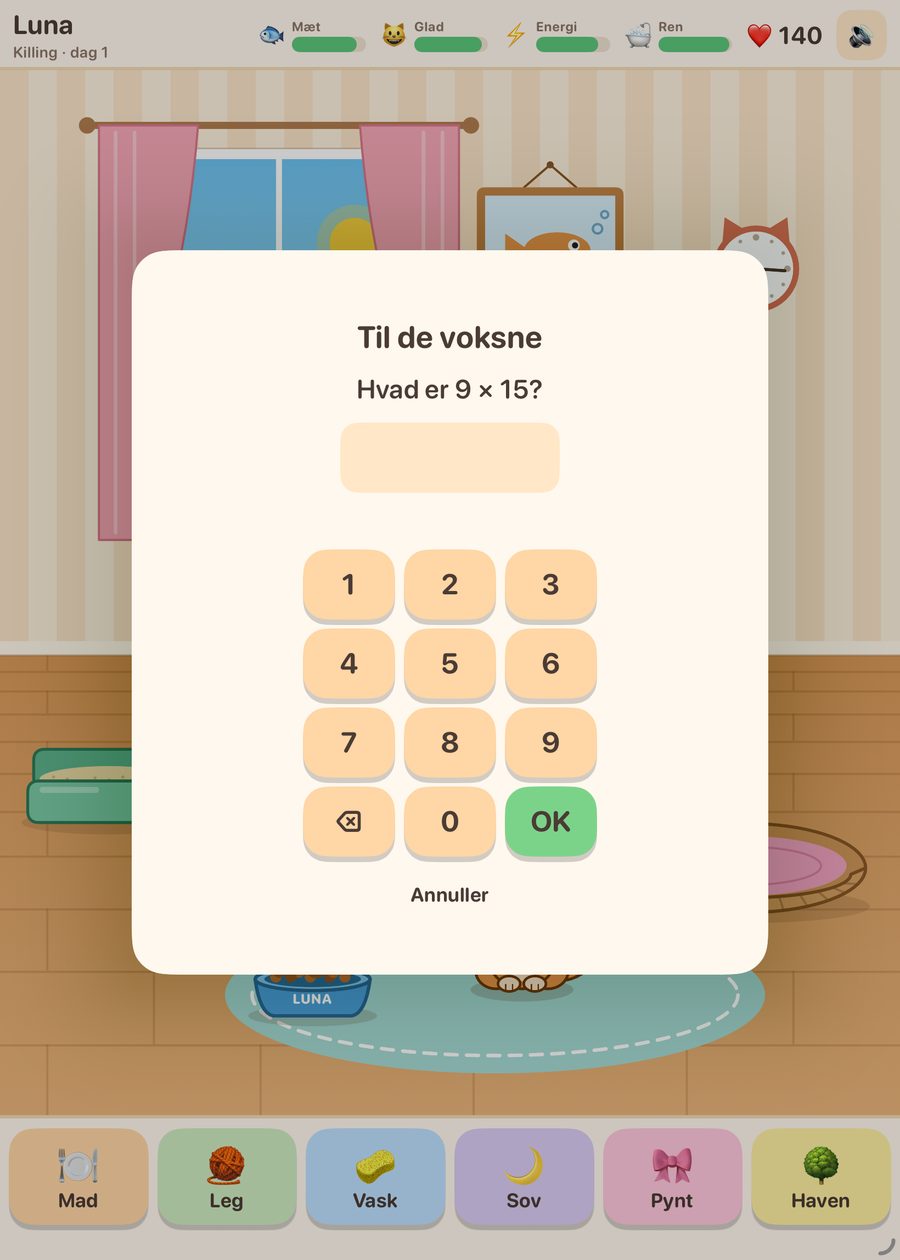 Luna
Killing · dag 1
Mæt
Glad
Energi
Ren
140
Til de voksne
Hvad er 9 × 15?
1 2 3
4 5 6
7 8 9
0 OK
Annuller
LUNA
Mad
Leg
Vask
Sov
Pynt
Haven